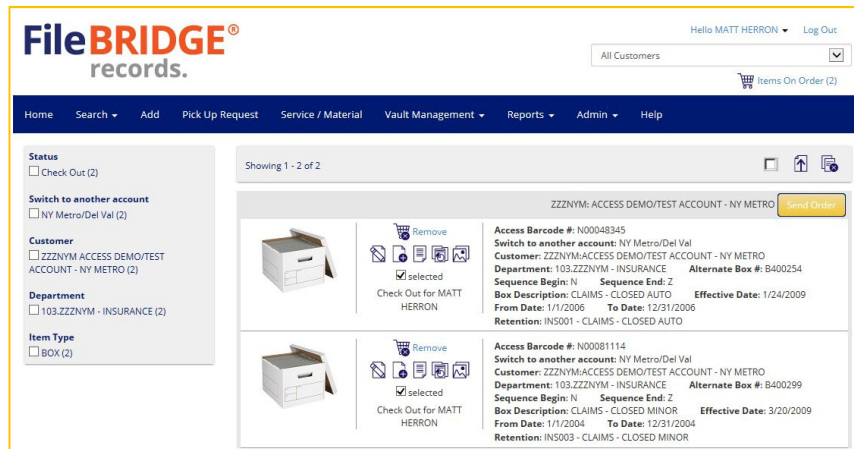 FileBRIDGE®
records.
Hello MATT HERRON Log Out
All Customers
Items On Order (2)
Home Search Add Pick Up Request Service / Material Vault Management Reports Admin Help
Status
Check Out (2)
Switch to another account
NY Metro/Del Val (2)
Customer
ZZZNYM ACCESS DEMO/TEST
ACCOUNT - NY METRO (2)
Department
103.ZZZNYM - INSURANCE (2)
Item Type
BOX (2)
Showing 1 - 2 of 2
ZZZNYM: ACCESS DEMO/TEST ACCOUNT - NY METRO Send Order
Remove
selected
Check Out for MATT
HERRON
Access Barcode #: N00048345
Switch to another account: NY Metro/Del Val
Customer: ZZZNYM:ACCESS DEMO/TEST ACCOUNT - NY METRO
Department: 103.ZZZNYM - INSURANCE Alternate Box #: B400254
Sequence Begin: N Sequence End: Z
Box Description: CLAIMS - CLOSED AUTO Effective Date: 1/24/2009
From Date: 1/1/2006 To Date: 12/31/2006
Retention: INS001 - CLAIMS - CLOSED AUTO
Remove
selected
Check Out for MATT
HERRON
Access Barcode #: N00081114
Switch to another account: NY Metro/Del Val
Customer: ZZZNYM:ACCESS DEMO/TEST ACCOUNT - NY METRO
Department: 103.ZZZNYM - INSURANCE Alternate Box #: B400299
Sequence Begin: N Sequence End: Z
Box Description: CLAIMS - CLOSED MINOR Effective Date: 3/20/2009
From Date: 1/1/2004 To Date: 12/31/2004
Retention: INS003 - CLAIMS - CLOSED MINOR